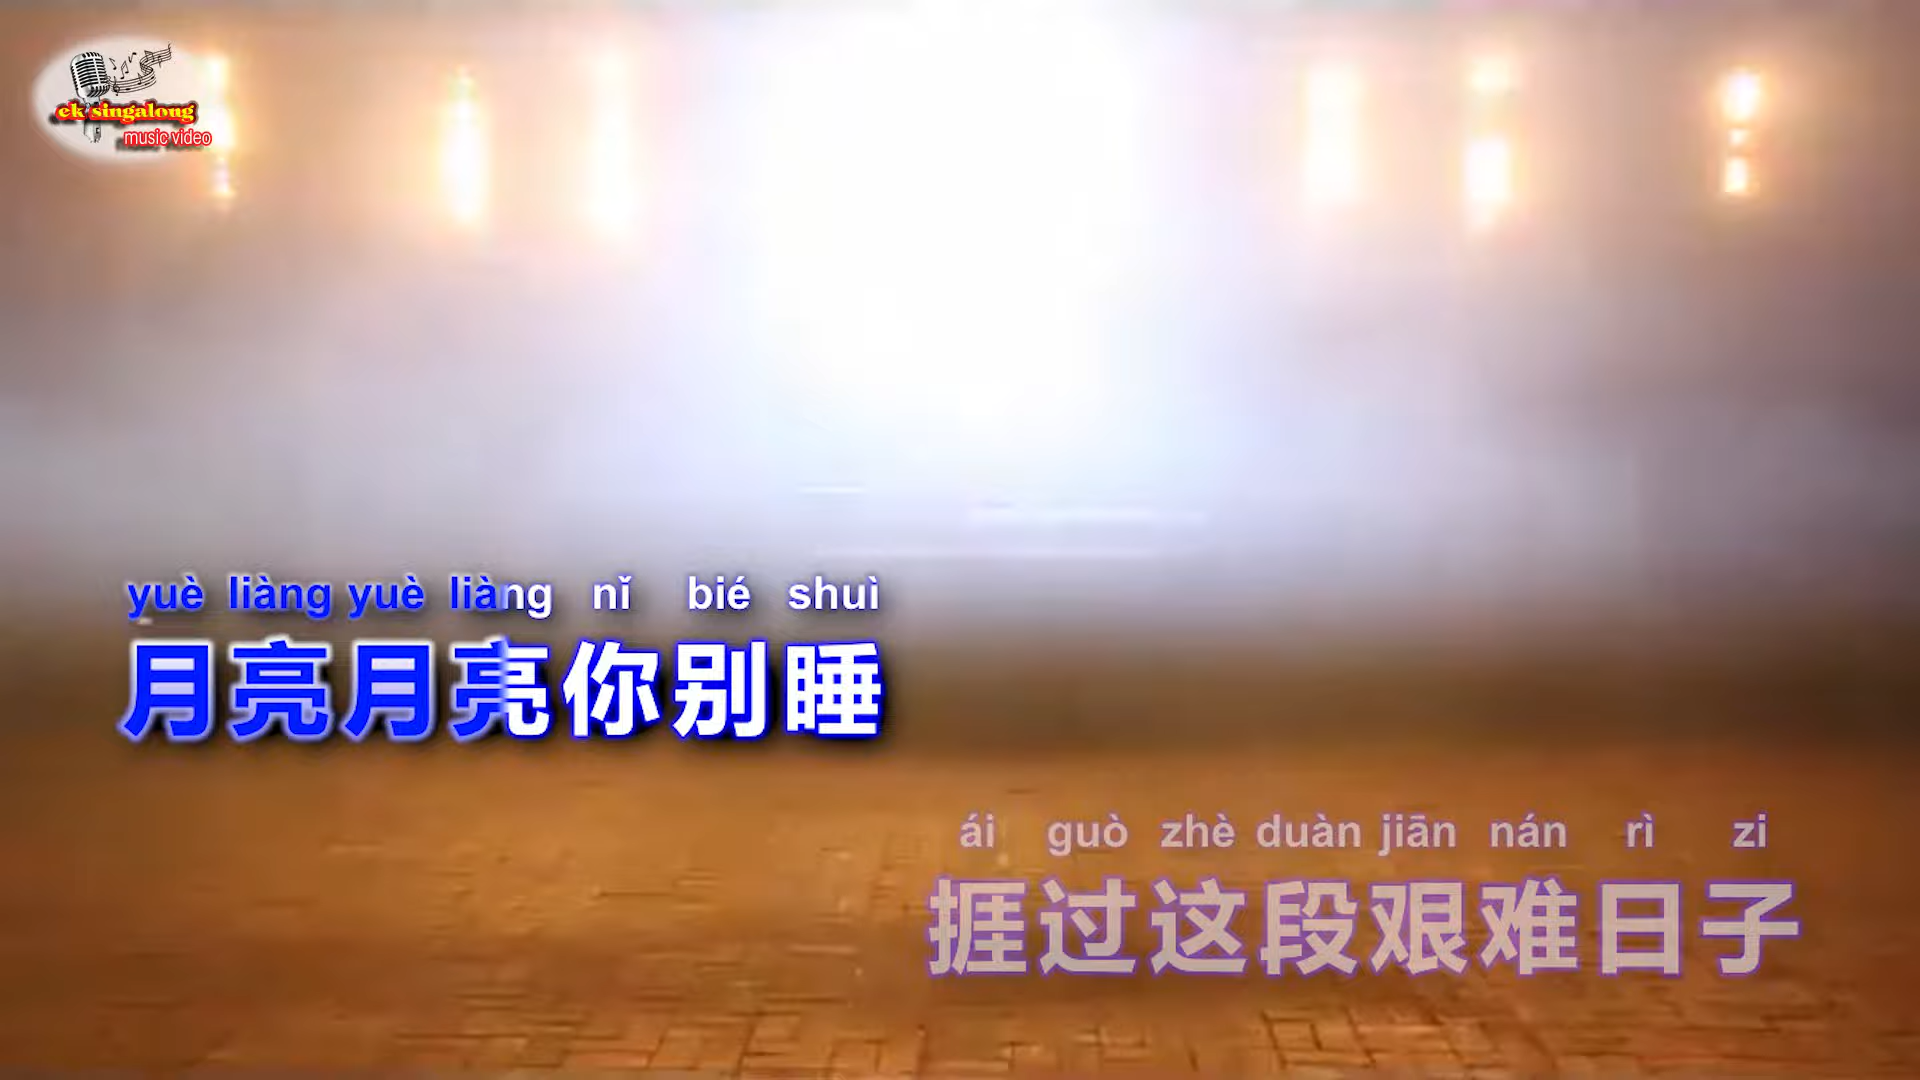 ek singalong
music video
yuè liàng yuè liàng nǐ bié shuì
月亮月亮你别睡
ái guò zhè duàn jiān nán rì zi
捱过这段艰难日子